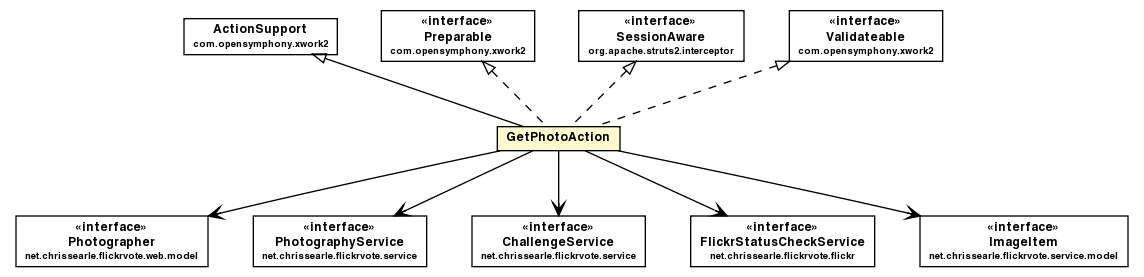 ActionSupport
com.opensymphony.xwork2
«interface»
Preparable
com.opensymphony.xwork2
«interface»
SessionAware
org.apache.struts2.interceptor
«interface»
Validateable
com.opensymphony.xwork2
GetPhotoAction
«interface»
Photographer
net.chrissearle.flickrvote.web.model
«interface»
PhotographyService
net.chrissearle.flickrvote.service
«interface»
ChallengeService
net.chrissearle.flickrvote.service
«interface»
FlickrStatusCheckService
net.chrissearle.flickrvote.flickr
«interface»
ImageItem
net.chrissearle.flickrvote.service.model